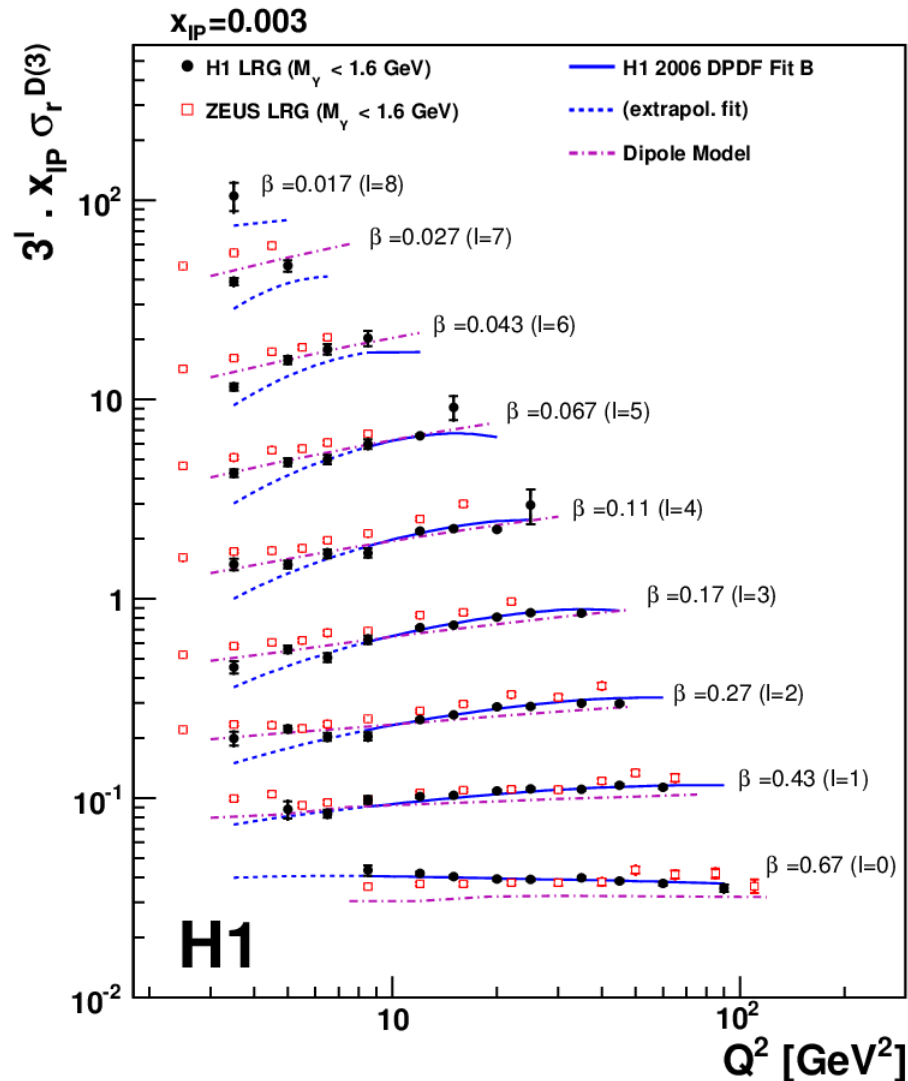 x_IP=0.003
3^l · x_IP σ_r^D(3)
H1 LRG (M_Y < 1.6 GeV)
ZEUS LRG (M_Y < 1.6 GeV)
H1 2006 DPDF Fit B
(extrapol. fit)
Dipole Model
10^2
10
1
10^-1
10^-2
β =0.017 (l=8)
β =0.027 (l=7)
β =0.043 (l=6)
β =0.067 (l=5)
β =0.11 (l=4)
β =0.17 (l=3)
β =0.27 (l=2)
β =0.43 (l=1)
β =0.67 (l=0)
H1
10
10^2
Q^2 [GeV^2]